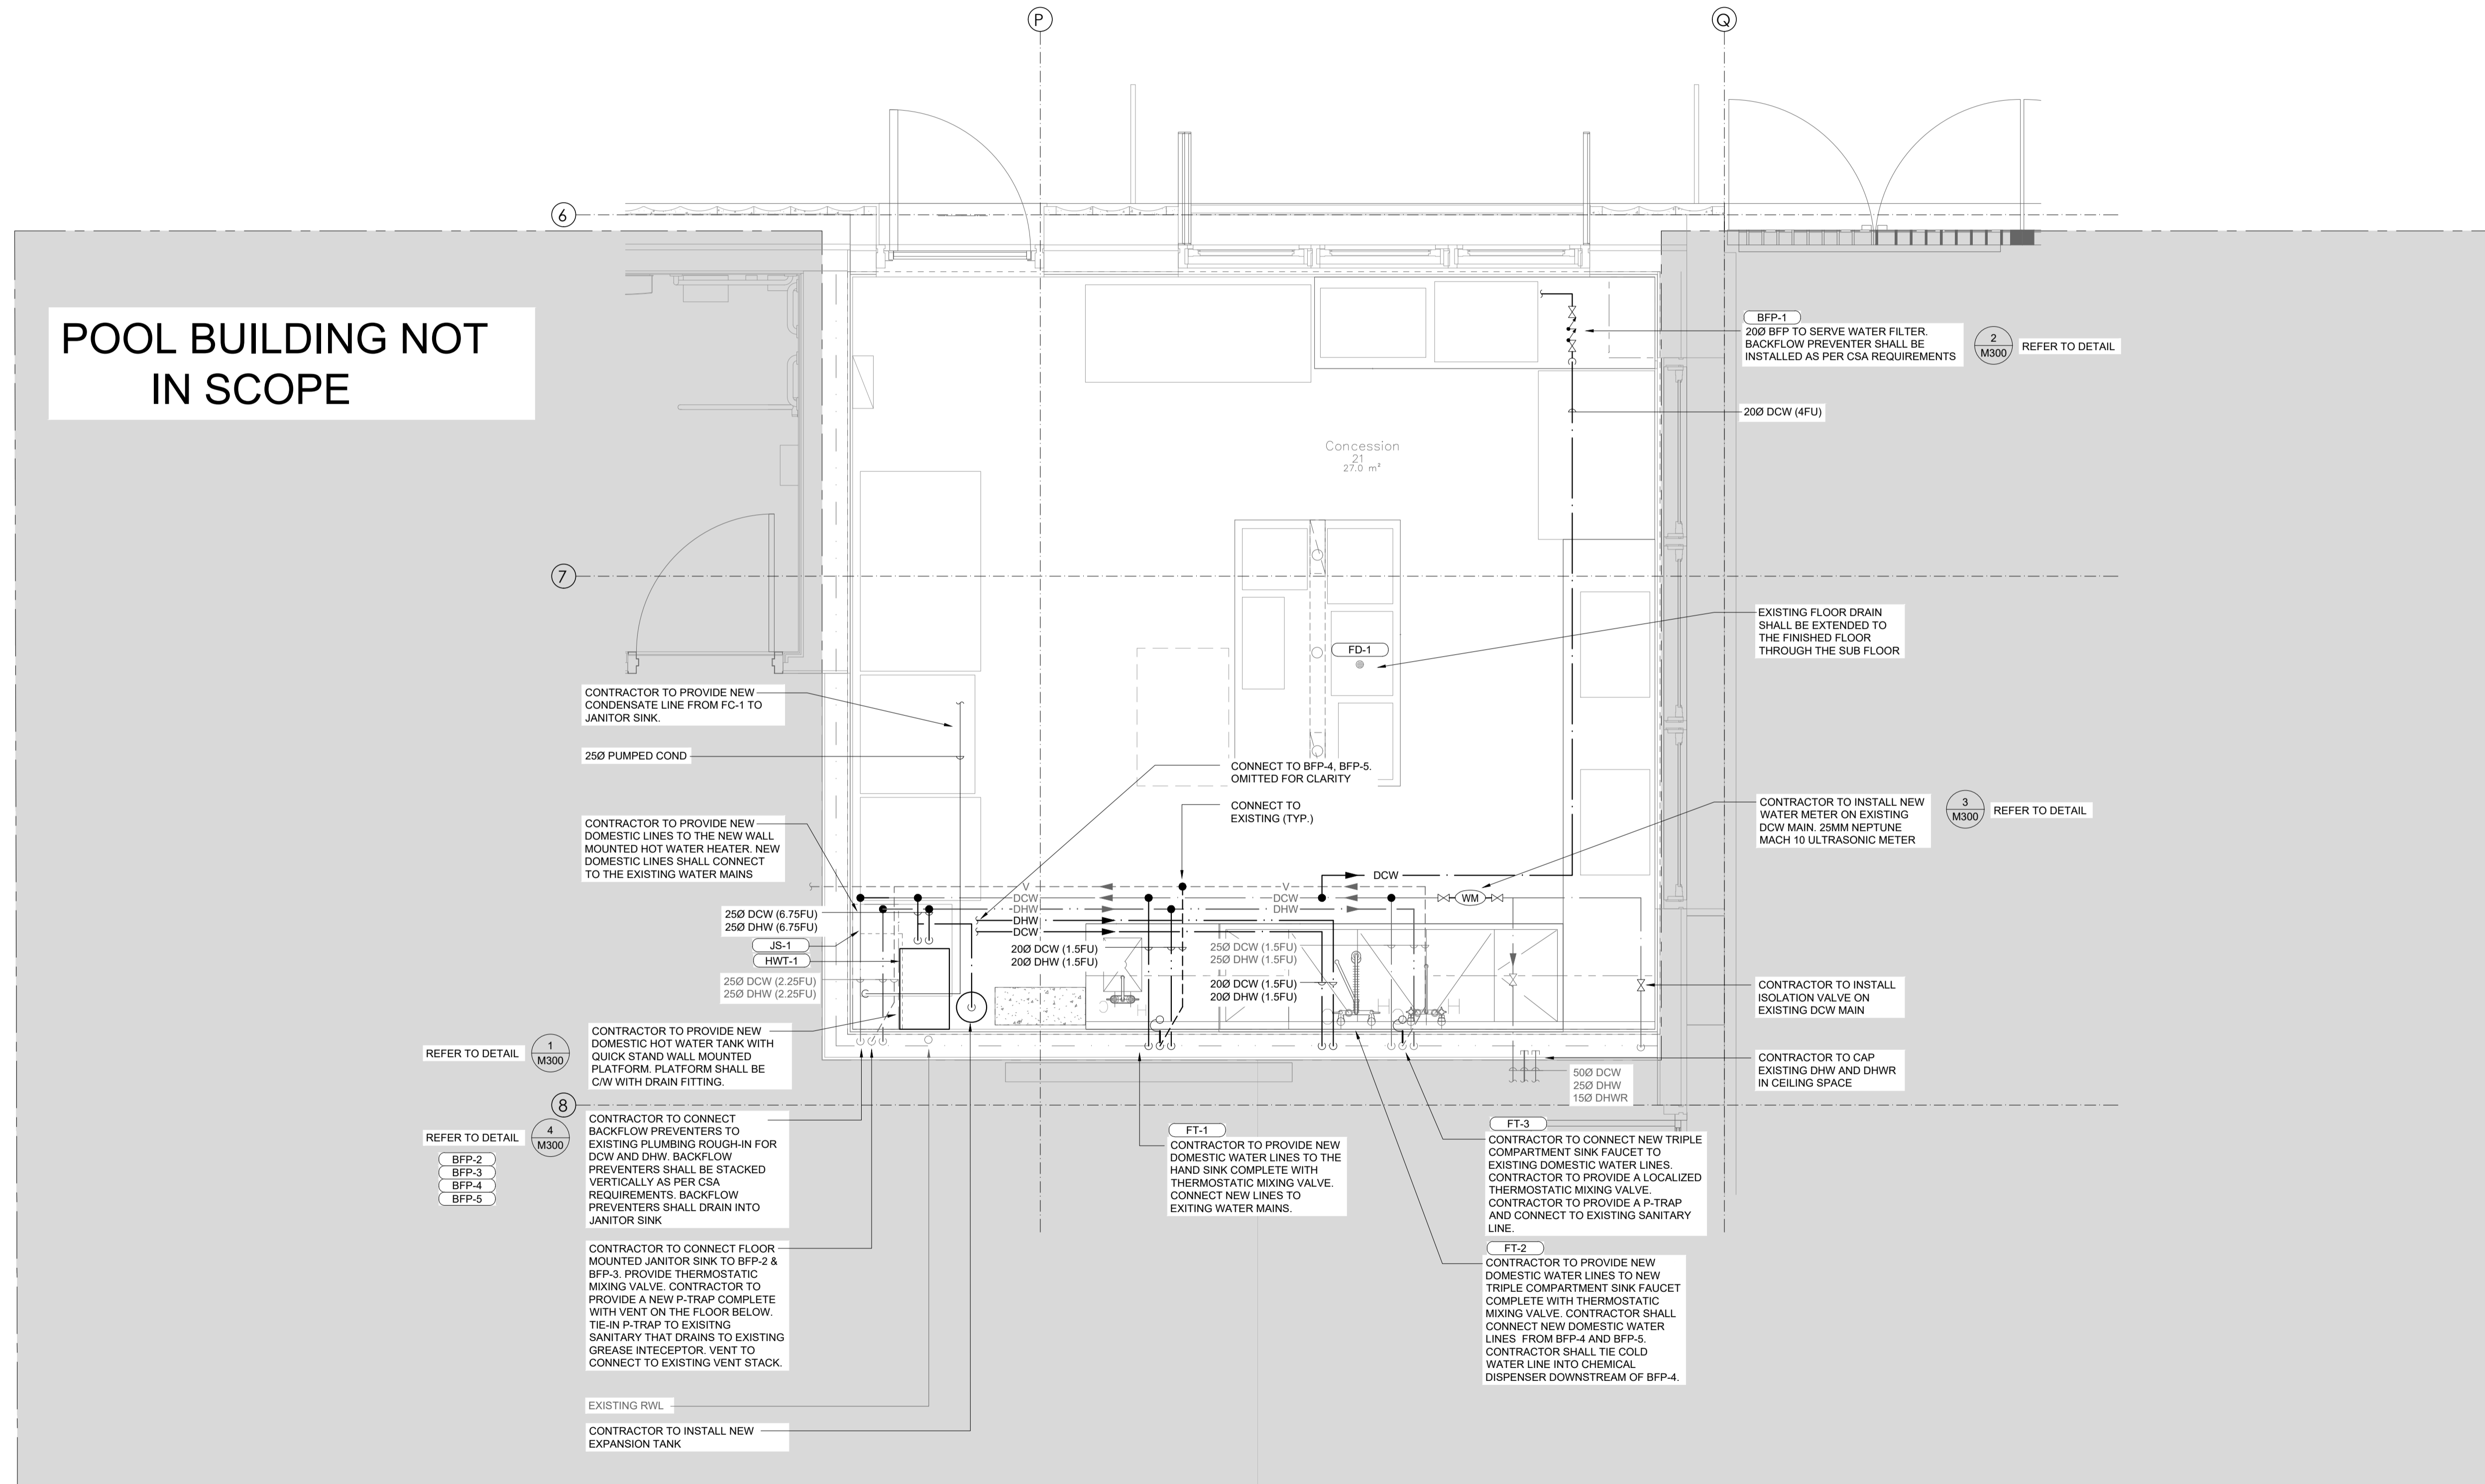 P
Q
6
POOL BUILDING NOT
IN SCOPE
BFP-1
20Ø BFP TO SERVE WATER FILTER.
BACKFLOW PREVENTER SHALL BE
INSTALLED AS PER CSA REQUIREMENTS
2
M300
REFER TO DETAIL
20Ø DCW (4FU)
Concession
21
27.0 m²
7
EXISTING FLOOR DRAIN
SHALL BE EXTENDED TO
THE FINISHED FLOOR
THROUGH THE SUB FLOOR
FD-1
CONTRACTOR TO PROVIDE NEW
CONDENSATE LINE FROM FC-1 TO
JANITOR SINK.
25Ø PUMPED COND
CONNECT TO BFP-4, BFP-5.
OMITTED FOR CLARITY
CONNECT TO
EXISTING (TYP.)
CONTRACTOR TO INSTALL NEW
WATER METER ON EXISTING
DCW MAIN. 25MM NEPTUNE
MACH 10 ULTRASONIC METER
3
M300
REFER TO DETAIL
CONTRACTOR TO PROVIDE NEW
DOMESTIC LINES TO THE NEW WALL
MOUNTED HOT WATER HEATER. NEW
DOMESTIC LINES SHALL CONNECT
TO THE EXISTING WATER MAINS
DCW
V
V
DCW
DCW
WM
DHW
DHW
DHW
DCW
25Ø DCW (6.75FU)
25Ø DHW (6.75FU)
JS-1
HWT-1
20Ø DCW (1.5FU)
20Ø DHW (1.5FU)
25Ø DCW (1.5FU)
25Ø DHW (1.5FU)
25Ø DCW (2.25FU)
25Ø DHW (2.25FU)
20Ø DCW (1.5FU)
20Ø DHW (1.5FU)
C
H
C
H
C
H
CONTRACTOR TO INSTALL
ISOLATION VALVE ON
EXISTING DCW MAIN
REFER TO DETAIL
1
M300
CONTRACTOR TO PROVIDE NEW
DOMESTIC HOT WATER TANK WITH
QUICK STAND WALL MOUNTED
PLATFORM. PLATFORM SHALL BE
C/W WITH DRAIN FITTING.
CONTRACTOR TO CAP
EXISTING DHW AND DHWR
IN CEILING SPACE
50Ø DCW
25Ø DHW
15Ø DHWR
8
REFER TO DETAIL
4
M300
BFP-2
BFP-3
BFP-4
BFP-5
CONTRACTOR TO CONNECT
BACKFLOW PREVENTERS TO
EXISTING PLUMBING ROUGH-IN FOR
DCW AND DHW. BACKFLOW
PREVENTERS SHALL BE STACKED
VERTICALLY AS PER CSA
REQUIREMENTS. BACKFLOW
PREVENTERS SHALL DRAIN INTO
JANITOR SINK
FT-1
CONTRACTOR TO PROVIDE NEW
DOMESTIC WATER LINES TO THE
HAND SINK COMPLETE WITH
THERMOSTATIC MIXING VALVE.
CONNECT NEW LINES TO
EXITING WATER MAINS.
FT-3
CONTRACTOR TO CONNECT NEW TRIPLE
COMPARTMENT SINK FAUCET TO
EXISTING DOMESTIC WATER LINES.
CONTRACTOR TO PROVIDE A LOCALIZED
THERMOSTATIC MIXING VALVE.
CONTRACTOR TO PROVIDE A P-TRAP
AND CONNECT TO EXISTING SANITARY
LINE.
FT-2
CONTRACTOR TO PROVIDE NEW
DOMESTIC WATER LINES TO NEW
TRIPLE COMPARTMENT SINK FAUCET
COMPLETE WITH THERMOSTATIC
MIXING VALVE. CONTRACTOR SHALL
CONNECT NEW DOMESTIC WATER
LINES  FROM BFP-4 AND BFP-5.
CONTRACTOR SHALL TIE COLD
WATER LINE INTO CHEMICAL
DISPENSER DOWNSTREAM OF BFP-4.
CONTRACTOR TO CONNECT FLOOR
MOUNTED JANITOR SINK TO BFP-2 &
BFP-3. PROVIDE THERMOSTATIC
MIXING VALVE. CONTRACTOR TO
PROVIDE A NEW P-TRAP COMPLETE
WITH VENT ON THE FLOOR BELOW.
TIE-IN P-TRAP TO EXISITNG
SANITARY THAT DRAINS TO EXISTING
GREASE INTECEPTOR. VENT TO
CONNECT TO EXISTING VENT STACK.
EXISTING RWL
CONTRACTOR TO INSTALL NEW
EXPANSION TANK